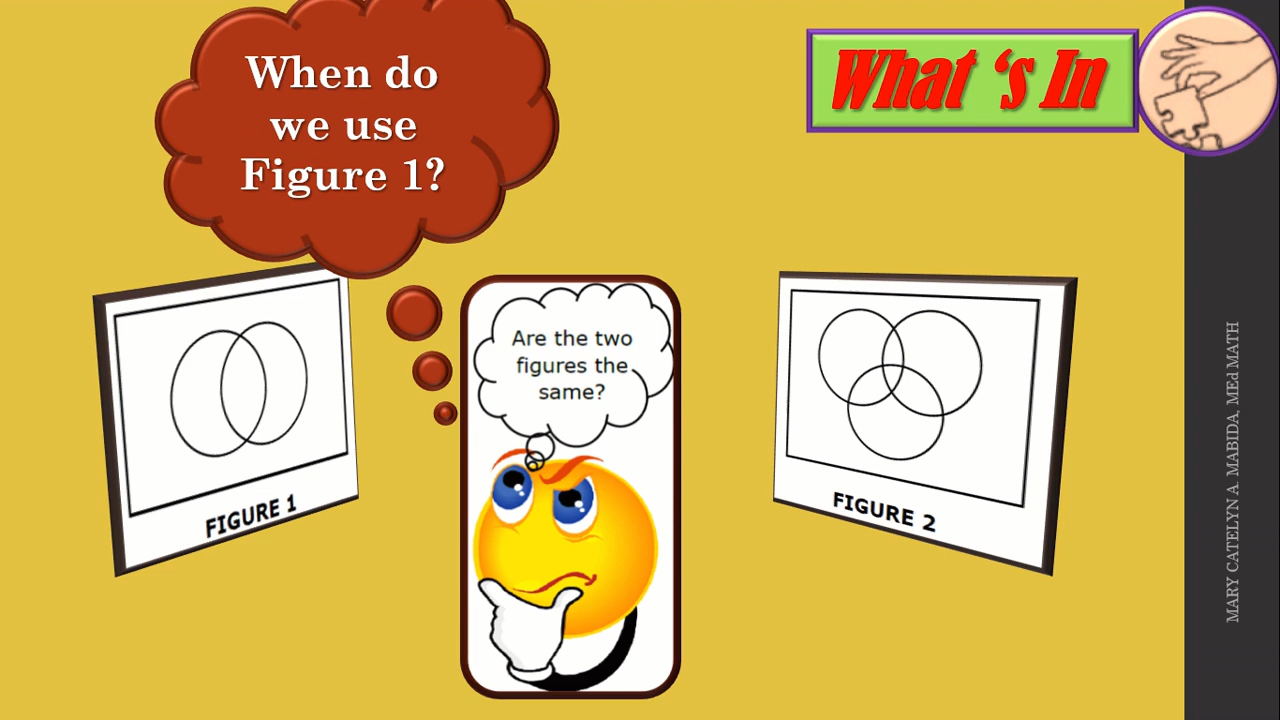 When do
we use
Figure 1?
What ‘s In
Are the two
figures the
same?
FIGURE 1
FIGURE 2
MARY CATELYN A. MABIDA, MEd MATH